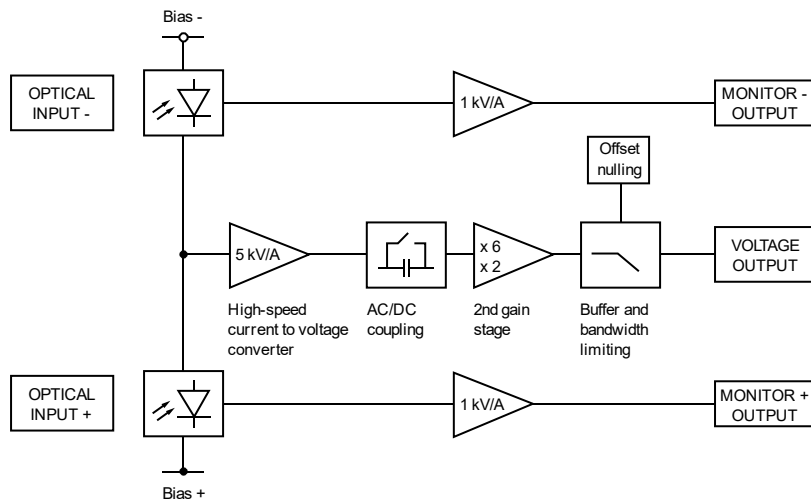 Bias -
OPTICAL
INPUT -
1 kV/A
MONITOR -
OUTPUT
Offset
nulling
5 kV/A
x 6
x 2
VOLTAGE
OUTPUT
High-speed
current to voltage
converter
AC/DC
coupling
2nd gain
stage
Buffer and
bandwidth
limiting
OPTICAL
INPUT +
1 kV/A
MONITOR +
OUTPUT
Bias +